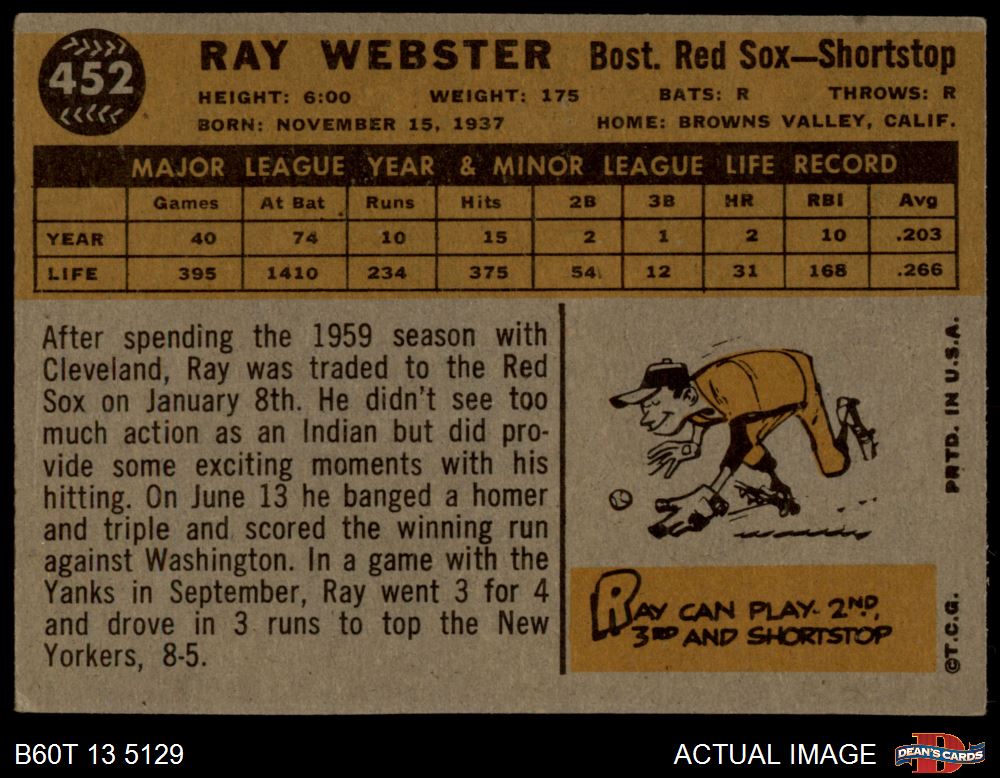 452
RAY WEBSTER Bost. Red Sox—Shortstop
HEIGHT: 6:00 WEIGHT: 175 BATS: R THROWS: R
BORN: NOVEMBER 15, 1937 HOME: BROWNS VALLEY, CALIF.
MAJOR LEAGUE YEAR & MINOR LEAGUE LIFE RECORD
Games At Bat Runs Hits 2B 3B HR RBI Avg
YEAR 40 74 10 15 2 1 2 10 .203
LIFE 395 1410 234 375 54 12 31 168 .266
After spending the 1959 season with
Cleveland, Ray was traded to the Red
Sox on January 8th. He didn't see too
much action as an Indian but did pro-
vide some exciting moments with his
hitting. On June 13 he banged a homer
and triple and scored the winning run
against Washington. In a game with the
Yanks in September, Ray went 3 for 4
and drove in 3 runs to top the New
Yorkers, 8-5.
RAY CAN PLAY 2ND,
3RD AND SHORTSTOP
©T.C.G. PRTD. IN U.S.A.
B60T 13 5129 ACTUAL IMAGE DEAN'S CARDS